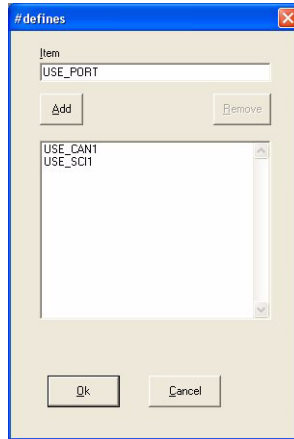 #defines
Item
USE_PORT
Add
Remove
USE_CAN1
USE_SCI1
Ok
Cancel